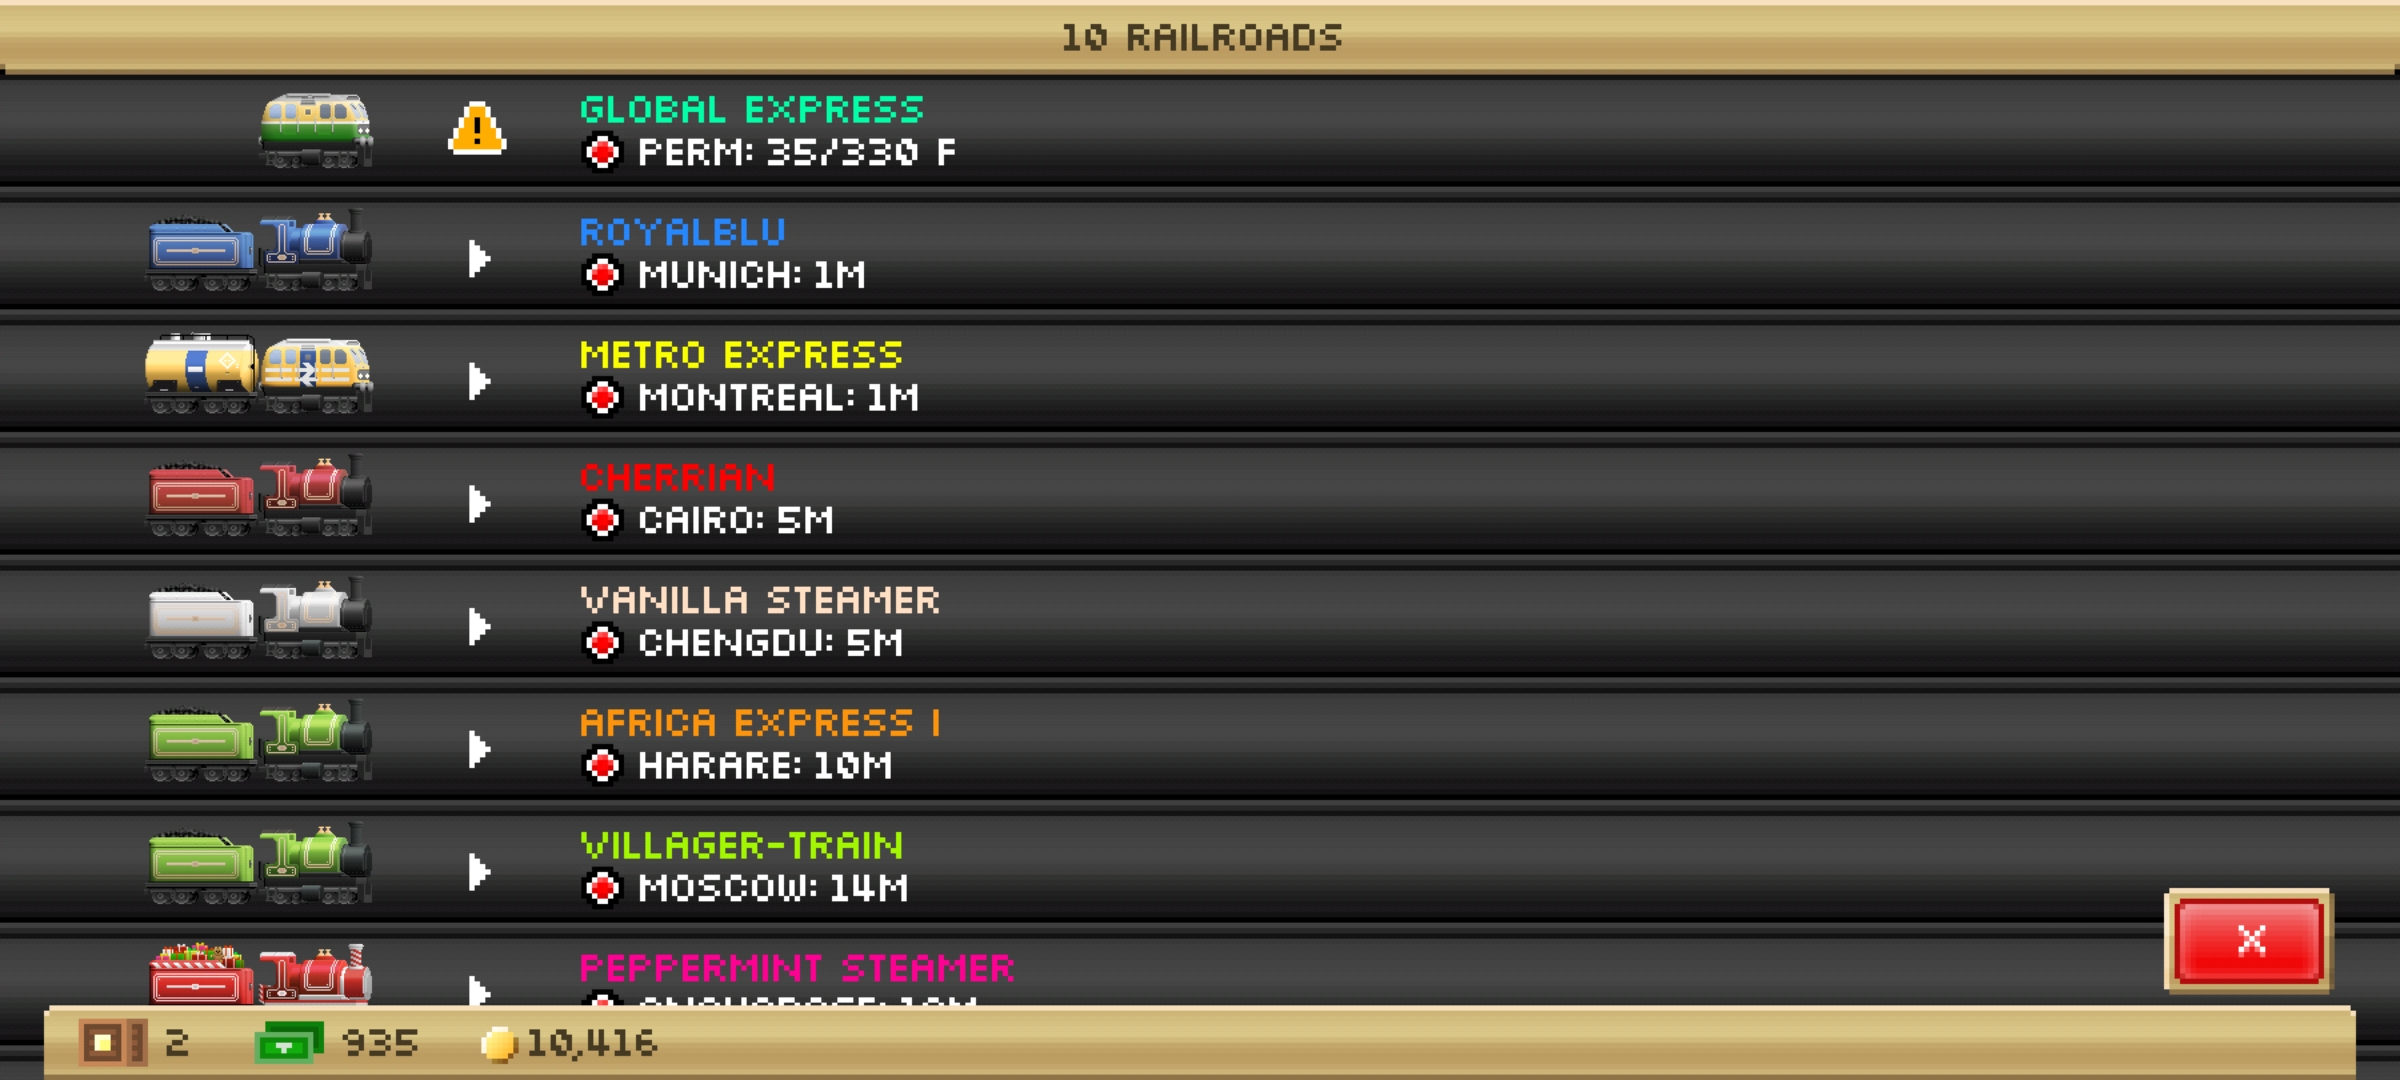 10 RAILROADS
GLOBAL EXPRESS
PERM: 35/330 F
ROYALBLU
MUNICH: 1M
METRO EXPRESS
MONTREAL: 1M
CHERRIAN
CAIRO: 5M
VANILLA STEAMER
CHENGDU: 5M
AFRICA EXPRESS I
HARARE: 10M
VILLAGER-TRAIN
MOSCOW: 14M
PEPPERMINT STEAMER
X
2 935 10,416